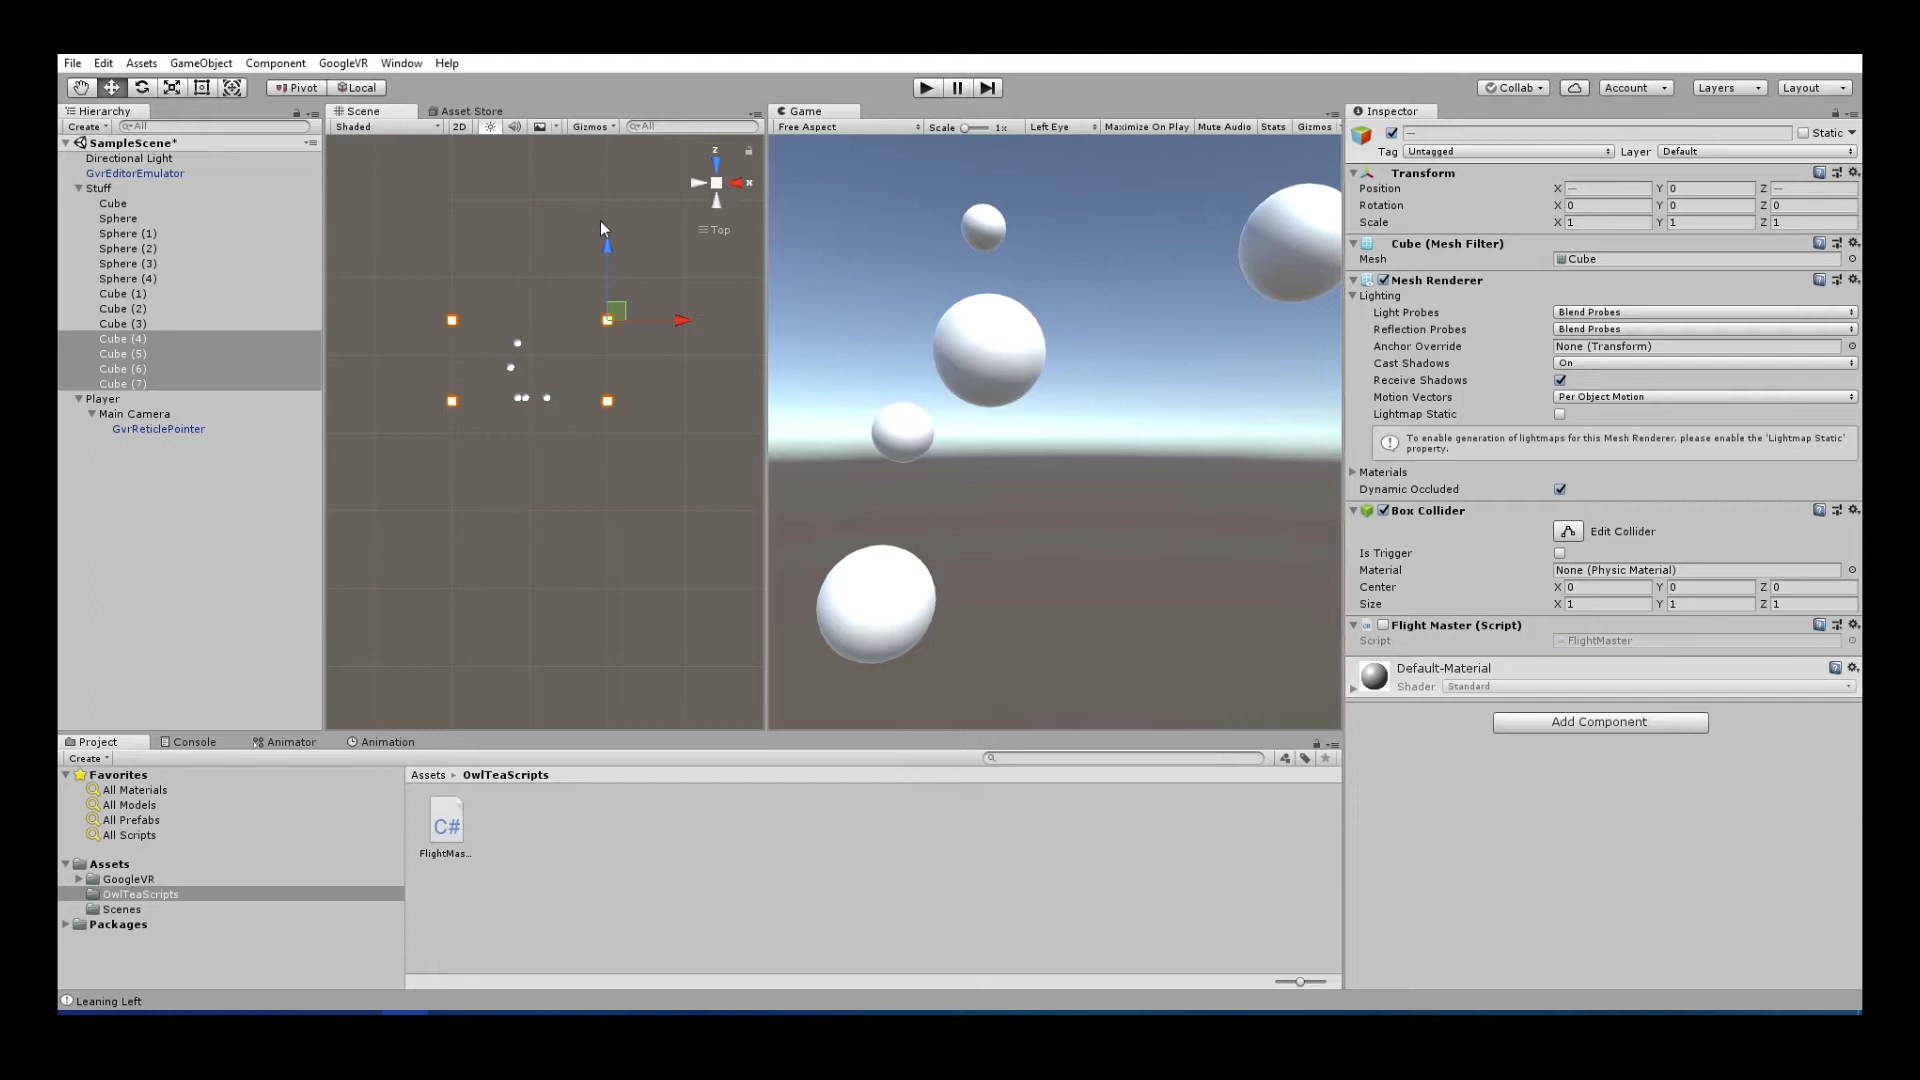 File Edit Assets GameObject Component GoogleVR Window Help
Pivot Local Collab Account Layers Layout
Hierarchy
Create All
SampleScene*
Directional Light
GvrEditorEmulator
Stuff
Cube
Sphere
Sphere (1)
Sphere (2)
Sphere (3)
Sphere (4)
Cube (1)
Cube (2)
Cube (3)
Cube (4)
Cube (5)
Cube (6)
Cube (7)
Player
Main Camera
GvrReticlePointer
Scene Asset Store
Shaded 2D Gizmos All
z
x
Top
Game
Free Aspect Scale 1x Left Eye Maximize On Play Mute Audio Stats Gizmos
Inspector
— Static
Tag Untagged Layer Default
Transform
Position X — Y 0 Z —
Rotation X 0 Y 0 Z 0
Scale X 1 Y 1 Z 1
Cube (Mesh Filter)
Mesh Cube
Mesh Renderer
Lighting
Light Probes Blend Probes
Reflection Probes Blend Probes
Anchor Override None (Transform)
Cast Shadows On
Receive Shadows
Motion Vectors Per Object Motion
Lightmap Static
To enable generation of lightmaps for this Mesh Renderer, please enable the 'Lightmap Static'
property.
Materials
Dynamic Occluded
Box Collider
Edit Collider
Is Trigger
Material None (Physic Material)
Center X 0 Y 0 Z 0
Size X 1 Y 1 Z 1
Flight Master (Script)
Script FlightMaster
Default-Material
Shader Standard
Add Component
Project Console Animator Animation
Create
Favorites
All Materials
All Models
All Prefabs
All Scripts
Assets
GoogleVR
OwlTeaScripts
Scenes
Packages
Assets ▸ OwlTeaScripts
C#
FlightMas...
Leaning Left